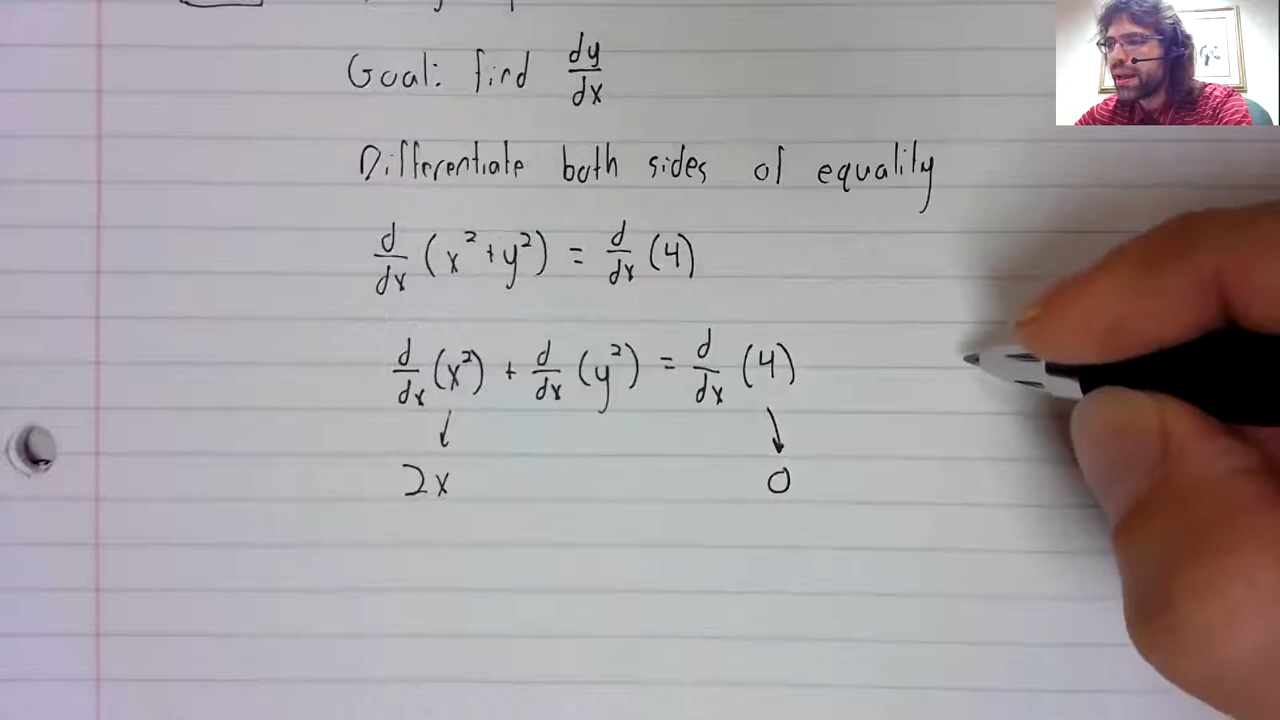 Goal: find dy/dx
Differentiate both sides of equality
d/dx (x² + y²) = d/dx (4)
d/dx (x²) + d/dx (y²) = d/dx (4)
↓ ↓
2x 0